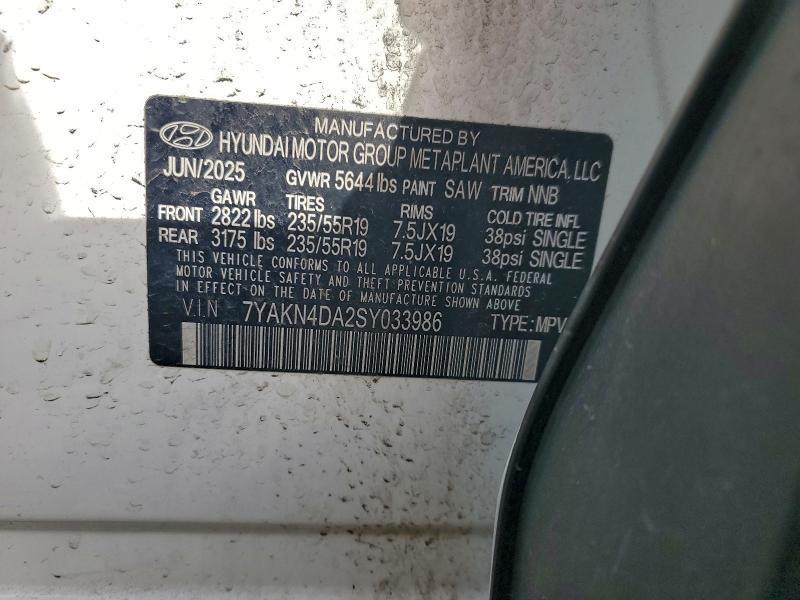 MANUFACTURED BY
HYUNDAI MOTOR GROUP METAPLANT AMERICA, LLC
JUN/2025 GVWR 5644 lbs PAINT SAW TRIM NNB
GAWR TIRES RIMS COLD TIRE INFL
FRONT 2822 lbs 235/55R19 7.5JX19 38psi SINGLE
REAR 3175 lbs 235/55R19 7.5JX19 38psi SINGLE
THIS VEHICLE CONFORMS TO ALL APPLICABLE U.S.A. FEDERAL
MOTOR VEHICLE SAFETY AND THEFT PREVENTION STANDARDS
IN EFFECT ON THE DATE OF MANUFACTURE SHOWN ABOVE.
V.I.N 7YAKN4DA2SY033986 TYPE:MPV